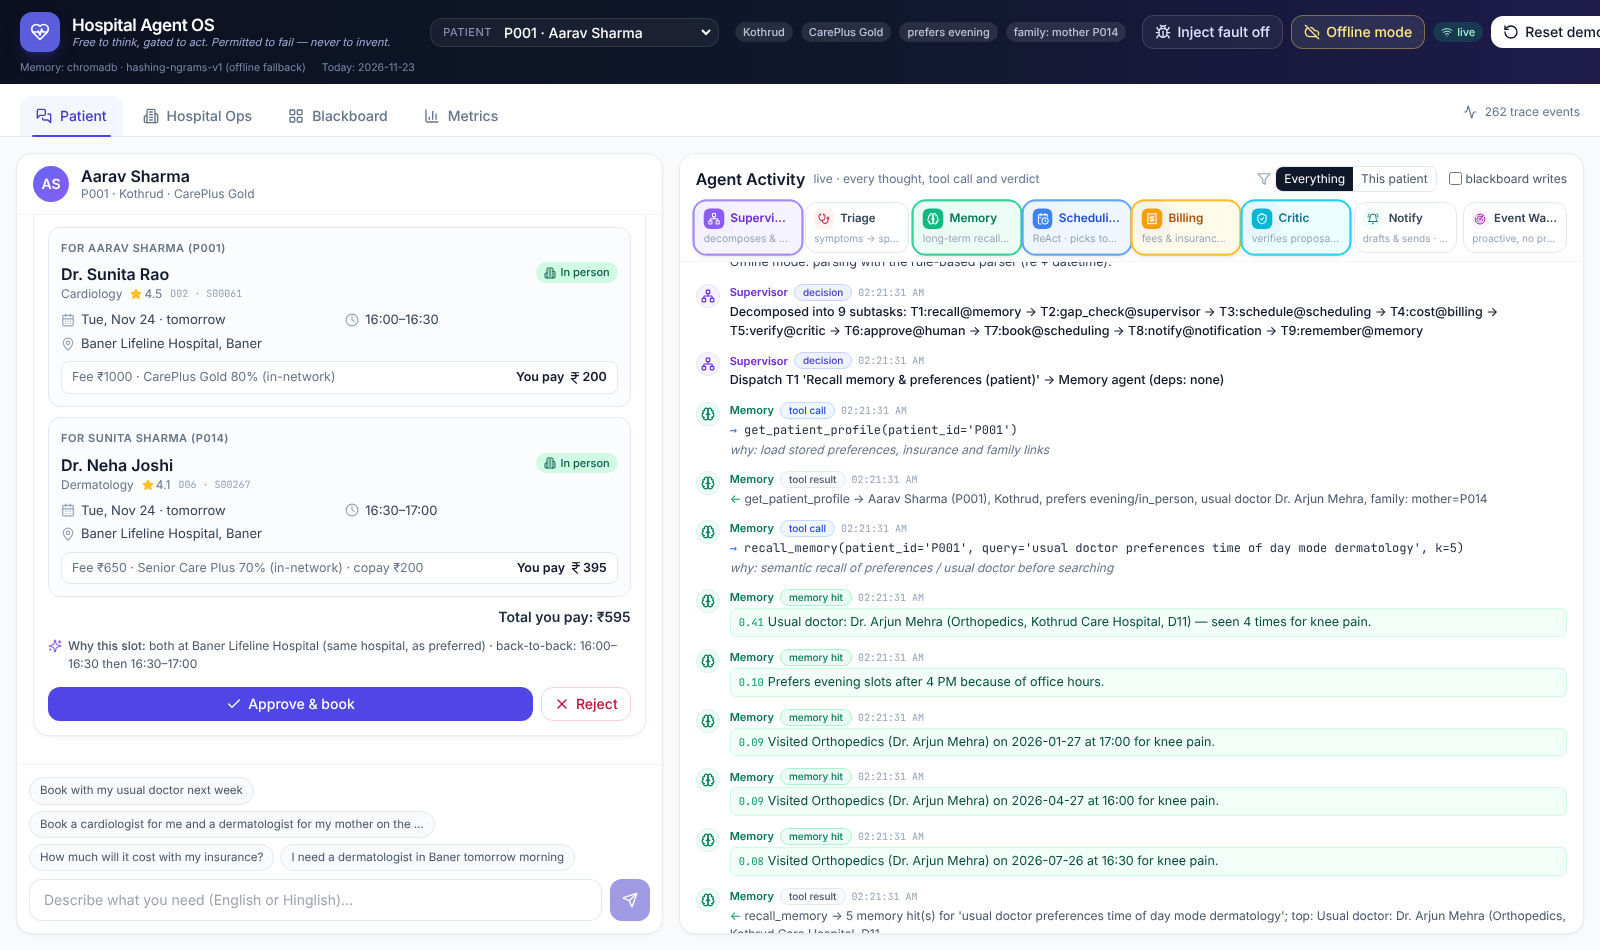 Hospital Agent OS
Free to think, gated to act. Permitted to fail — never to invent.
PATIENT P001 · Aarav Sharma
Kothrud
CarePlus Gold
prefers evening
family: mother P014
Inject fault off
Offline mode
live
Reset demo
Memory: chromadb · hashing-ngrams-v1 (offline fallback) Today: 2026-11-23
Patient
Hospital Ops
Blackboard
Metrics
262 trace events
AS
Aarav Sharma
P001 · Kothrud · CarePlus Gold
FOR AARAV SHARMA (P001)
Dr. Sunita Rao
In person
Cardiology 4.5 D02 · S00061
Tue, Nov 24 · tomorrow
16:00–16:30
Baner Lifeline Hospital, Baner
Fee ₹1000 · CarePlus Gold 80% (in-network)
You pay ₹ 200
FOR SUNITA SHARMA (P014)
Dr. Neha Joshi
In person
Dermatology 4.1 D06 · S00267
Tue, Nov 24 · tomorrow
16:30–17:00
Baner Lifeline Hospital, Baner
Fee ₹650 · Senior Care Plus 70% (in-network) · copay ₹200
You pay ₹ 395
Total you pay: ₹595
Why this slot: both at Baner Lifeline Hospital (same hospital, as preferred) · back-to-back: 16:00–
16:30 then 16:30–17:00
Approve & book
Reject
Book with my usual doctor next week
Book a cardiologist for me and a dermatologist for my mother on the ...
How much will it cost with my insurance?
I need a dermatologist in Baner tomorrow morning
Describe what you need (English or Hinglish)...
Agent Activity
live · every thought, tool call and verdict
Everything
This patient
blackboard writes
Supervi...
decomposes & ...
Triage
symptoms → sp...
Memory
long-term recall...
Scheduli...
ReAct · picks to...
Billing
fees & insuranc...
Critic
verifies proposa...
Notify
drafts & sends · ...
Event Wa...
proactive, no pr...
Offline mode: parsing with the rule-based parser (re + datetime).
Supervisor decision 02:21:31 AM
Decomposed into 9 subtasks: T1:recall@memory → T2:gap_check@supervisor → T3:schedule@scheduling → T4:cost@billing →
T5:verify@critic → T6:approve@human → T7:book@scheduling → T8:notify@notification → T9:remember@memory
Supervisor decision 02:21:31 AM
Dispatch T1 'Recall memory & preferences (patient)' → Memory agent (deps: none)
Memory tool call 02:21:31 AM
→ get_patient_profile(patient_id='P001')
why: load stored preferences, insurance and family links
Memory tool result 02:21:31 AM
← get_patient_profile → Aarav Sharma (P001), Kothrud, prefers evening/in_person, usual doctor Dr. Arjun Mehra, family: mother=P014
Memory tool call 02:21:31 AM
→ recall_memory(patient_id='P001', query='usual doctor preferences time of day mode dermatology', k=5)
why: semantic recall of preferences / usual doctor before searching
Memory memory hit 02:21:31 AM
0.41 Usual doctor: Dr. Arjun Mehra (Orthopedics, Kothrud Care Hospital, D11) — seen 4 times for knee pain.
Memory memory hit 02:21:31 AM
0.10 Prefers evening slots after 4 PM because of office hours.
Memory memory hit 02:21:31 AM
0.09 Visited Orthopedics (Dr. Arjun Mehra) on 2026-01-27 at 17:00 for knee pain.
Memory memory hit 02:21:31 AM
0.09 Visited Orthopedics (Dr. Arjun Mehra) on 2026-04-27 at 16:00 for knee pain.
Memory memory hit 02:21:31 AM
0.08 Visited Orthopedics (Dr. Arjun Mehra) on 2026-07-26 at 16:30 for knee pain.
Memory tool result 02:21:31 AM
← recall_memory → 5 memory hit(s) for 'usual doctor preferences time of day mode dermatology'; top: Usual doctor: Dr. Arjun Mehra (Orthopedics,
Kothrud Care Hospital, D11